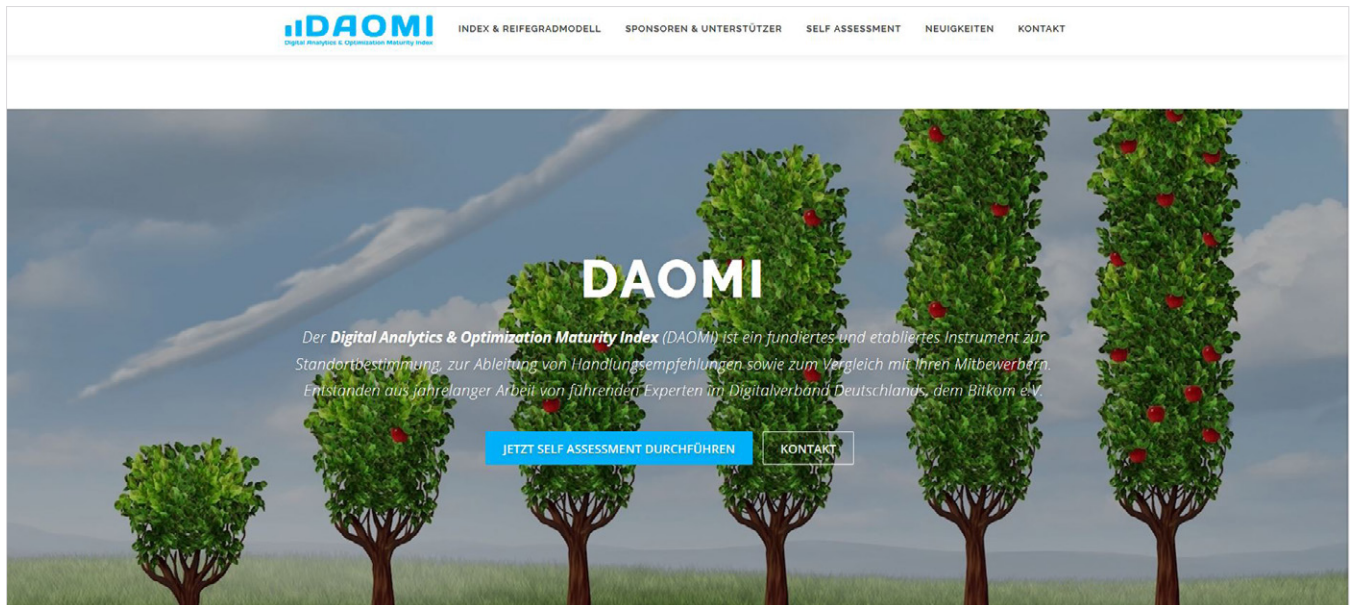 DAOMI
Digital Analytics & Optimization Maturity Index
INDEX & REIFEGRADMODELL
SPONSOREN & UNTERSTÜTZER
SELF ASSESSMENT
NEUIGKEITEN
KONTAKT
DAOMI
Der Digital Analytics & Optimization Maturity Index (DAOMI) ist ein fundiertes und etabliertes Instrument zur
Standortbestimmung, zur Ableitung von Handlungsempfehlungen sowie zum Vergleich mit Ihren Mitbewerbern.
Entstanden aus jahrelanger Arbeit von führenden Experten im Digitalverband Deutschlands, dem Bitkom e.V.
JETZT SELF ASSESSMENT DURCHFÜHREN
KONTAKT